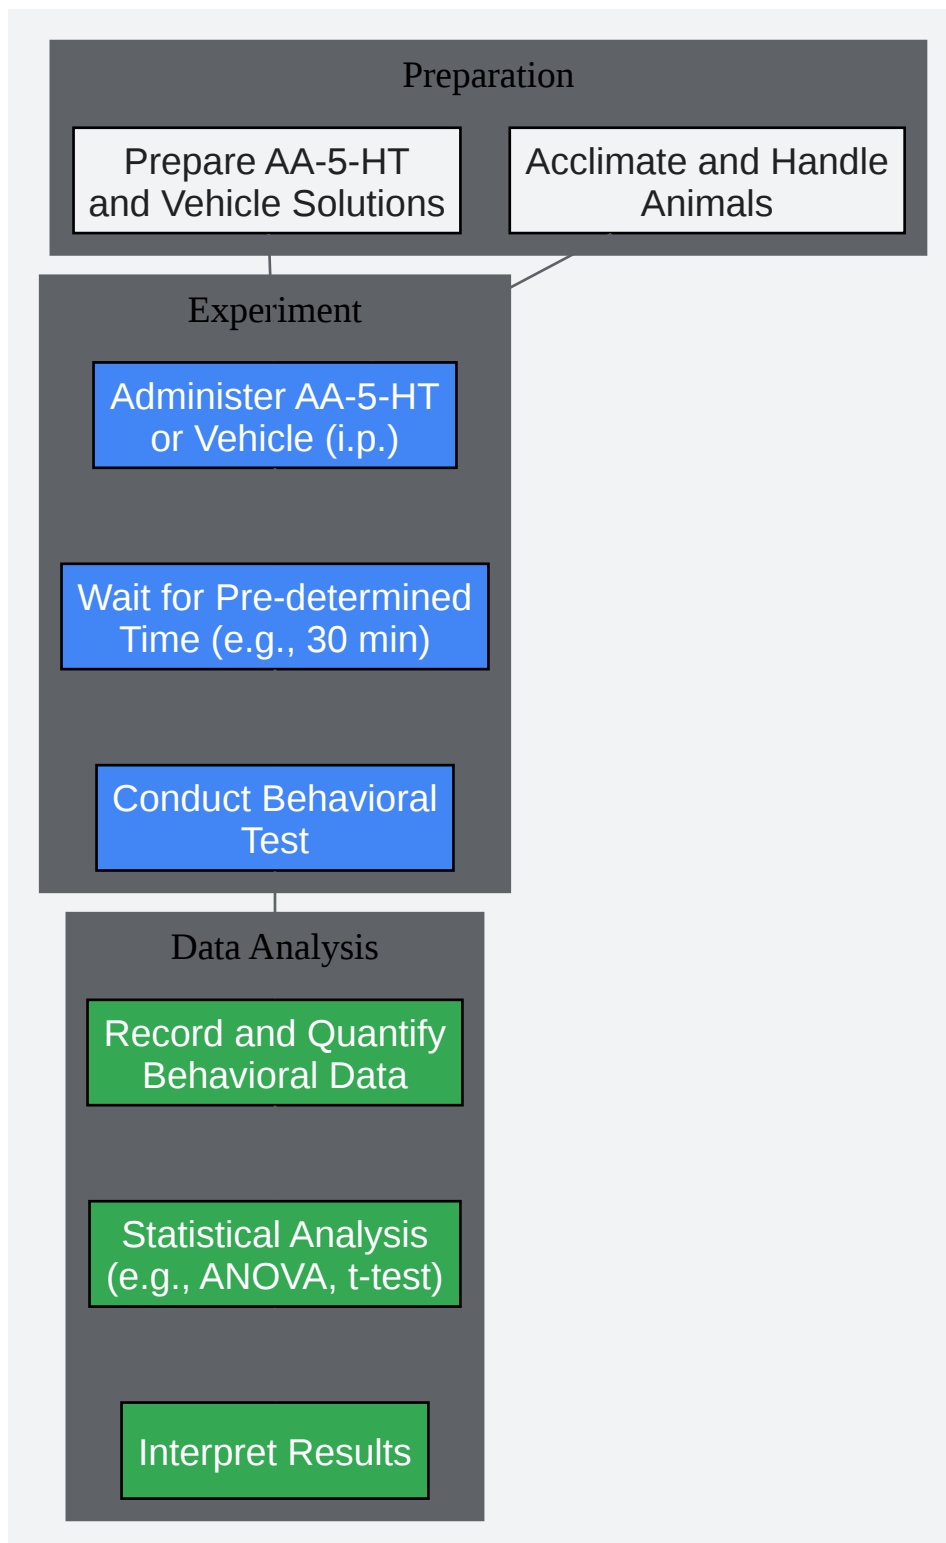 Preparation
Prepare AA-5-HT
and Vehicle Solutions
Acclimate and Handle
Animals
Experiment
Administer AA-5-HT
or Vehicle (i.p.)
Wait for Pre-determined
Time (e.g., 30 min)
Conduct Behavioral
Test
Data Analysis
Record and Quantify
Behavioral Data
Statistical Analysis
(e.g., ANOVA, t-test)
Interpret Results